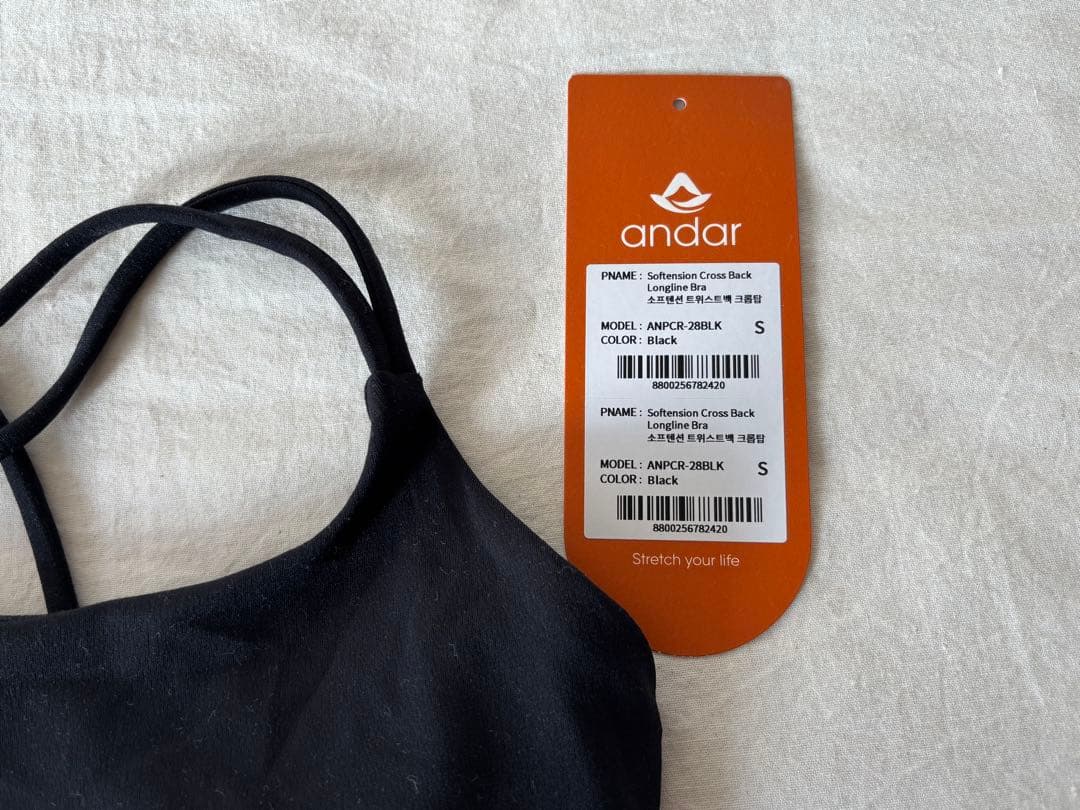 andar
PNAME : Softension Cross Back
Longline Bra
소프텐션 트위스트백 크롭탑
MODEL : ANPCR-28BLK S
COLOR : Black
8800256782420
PNAME : Softension Cross Back
Longline Bra
소프텐션 트위스트백 크롭탑
MODEL : ANPCR-28BLK S
COLOR : Black
8800256782420
Stretch your life